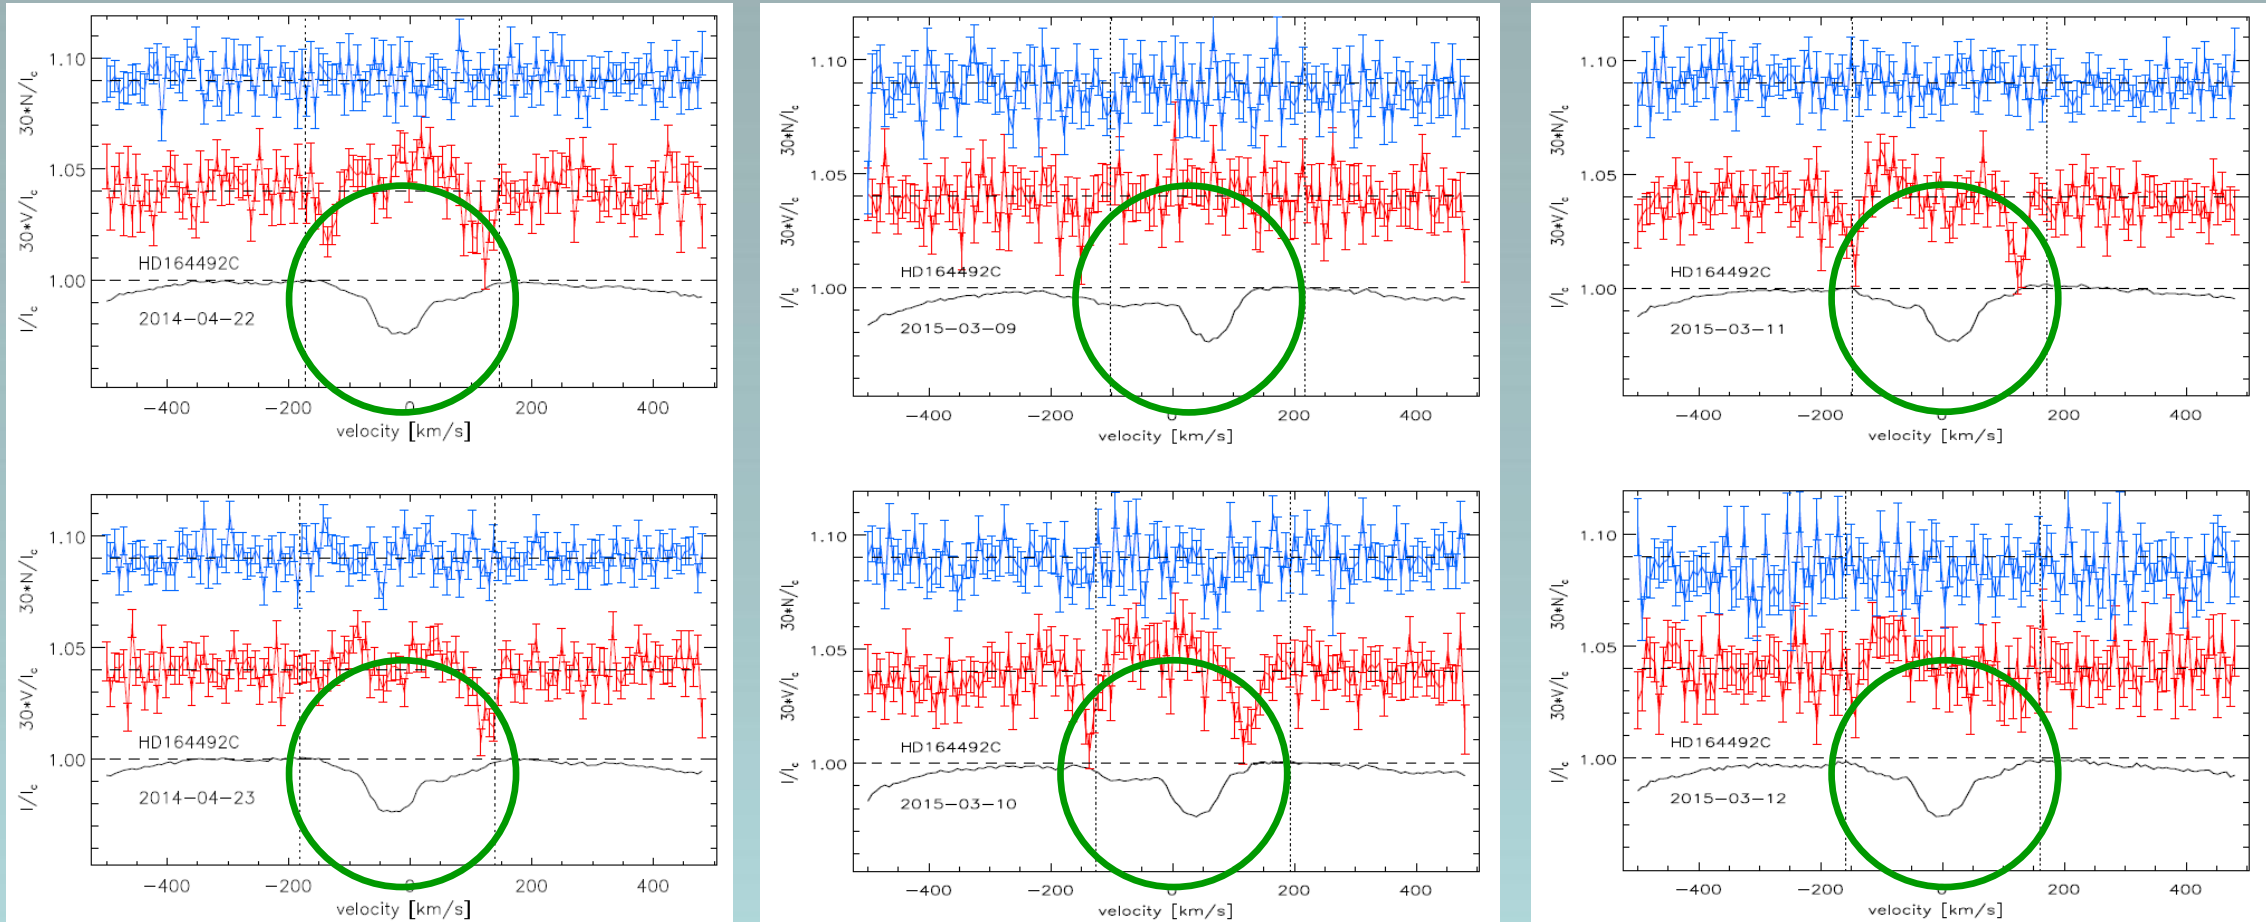 30*N/Ic
30*V/Ic
I/Ic
1.10
1.05
1.00
HD164492C
2014-04-22
-400 -200 0 200 400
velocity [km/s]
30*N/Ic
30*V/Ic
I/Ic
1.10
1.05
1.00
HD164492C
2015-03-09
-400 -200 0 200 400
velocity [km/s]
30*N/Ic
30*V/Ic
I/Ic
1.10
1.05
1.00
HD164492C
2015-03-11
-400 -200 0 200 400
velocity [km/s]
30*N/Ic
30*V/Ic
I/Ic
1.10
1.05
1.00
HD164492C
2014-04-23
-400 -200 0 200 400
velocity [km/s]
30*N/Ic
30*V/Ic
I/Ic
1.10
1.05
1.00
HD164492C
2015-03-10
-400 -200 0 200 400
velocity [km/s]
30*N/Ic
30*V/Ic
I/Ic
1.10
1.05
1.00
HD164492C
2015-03-12
-400 -200 0 200 400
velocity [km/s]